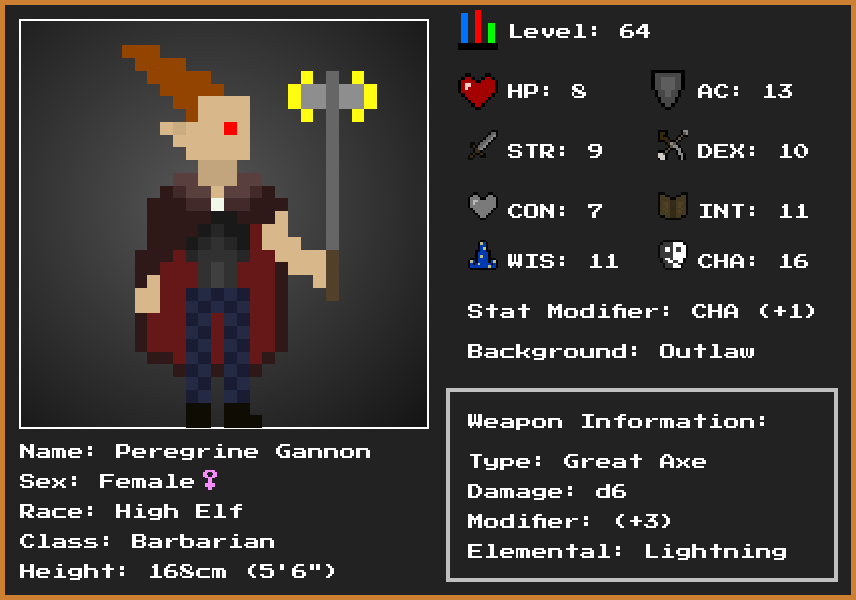 Level: 64
HP: 8
AC: 13
STR: 9
DEX: 10
CON: 7
INT: 11
WIS: 11
CHA: 16
Stat Modifier: CHA (+1)
Background: Outlaw
Weapon Information:
Type: Great Axe
Damage: d6
Modifier: (+3)
Elemental: Lightning
Name: Peregrine Gannon
Sex: Female♀
Race: High Elf
Class: Barbarian
Height: 168cm (5'6")